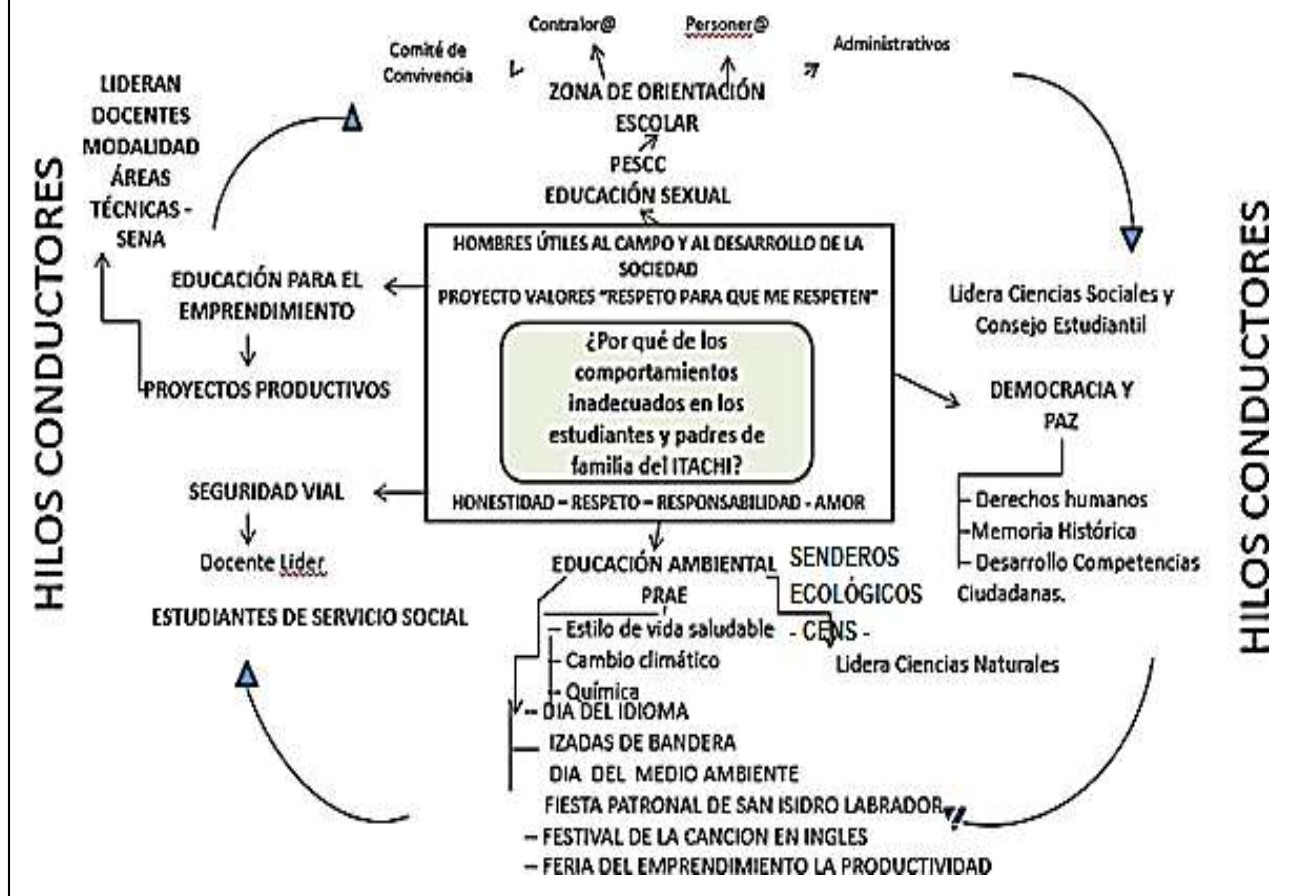 HILOS CONDUCTORES
LIDERAN
DOCENTES
MODALIDAD
ÁREAS
TÉCNICAS -
SENA
Comité de
Convivencia
Contralor@
Personer@
Administrativos
ZONA DE ORIENTACIÓN
ESCOLAR
PESCC
EDUCACIÓN SEXUAL
HOMBRES ÚTILES AL CAMPO Y AL DESARROLLO DE LA
SOCIEDAD
PROYECTO VALORES "RESPETO PARA QUE ME RESPETEN"
¿Por qué de los
comportamientos
inadecuados en los
estudiantes y padres de
familia del ITACHI?
HONESTIDAD – RESPETO – RESPONSABILIDAD - AMOR
EDUCACIÓN PARA EL
EMPRENDIMIENTO
PROYECTOS PRODUCTIVOS
SEGURIDAD VIAL
Docente Lider
ESTUDIANTES DE SERVICIO SOCIAL
Lidera Ciencias Sociales y
Consejo Estudiantil
DEMOCRACIA Y
PAZ
– Derechos humanos
–Memoria Histórica
– Desarrollo Competencias
Ciudadanas.
EDUCACIÓN AMBIENTAL
PRAE
SENDEROS
ECOLÓGICOS
- CENS -
Lidera Ciencias Naturales
– Estilo de vida saludable
– Cambio climático
– Química
– DIA DEL IDIOMA
IZADAS DE BANDERA
DIA DEL MEDIO AMBIENTE
FIESTA PATRONAL DE SAN ISIDRO LABRADOR
– FESTIVAL DE LA CANCION EN INGLES
– FERIA DEL EMPRENDIMIENTO LA PRODUCTIVIDAD
HILOS CONDUCTORES